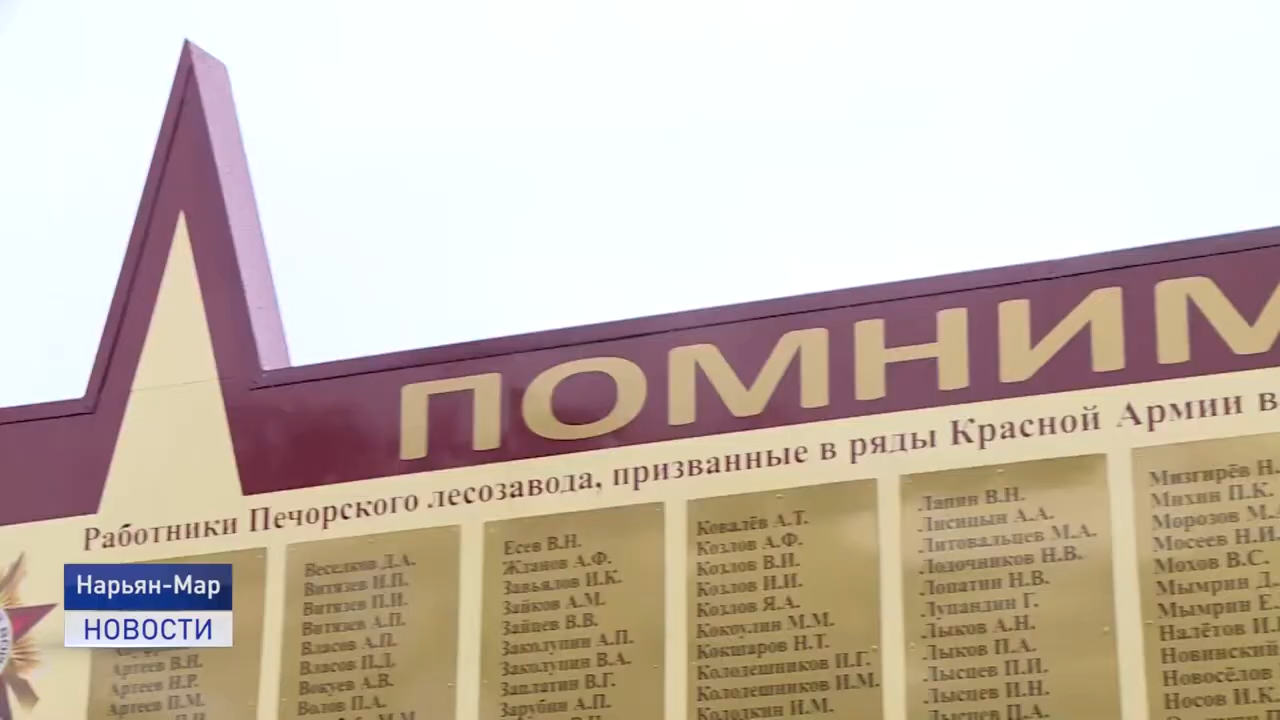 ПОМНИМ
Работники Печорского лесозавода, призванные в ряды Красной Армии в
Артеев В.Н.
Артеев Н.Р.
Артеев П.М.
Веселков Д.А.
Витязев И.П.
Витязев П.И.
Витязев А.П.
Власов А.П.
Власов П.Д.
Вокуев А.В.
Волов П.А.
Есев В.Н.
Жданов А.Ф.
Завьялов И.К.
Зайков А.М.
Зайцев В.В.
Заколупин А.П.
Заколупин В.А.
Заплатин В.Г.
Зарубин А.П.
Ковалёв А.Т.
Козлов А.Ф.
Козлов В.И.
Козлов И.И.
Козлов Я.А.
Кокоулин М.М.
Кокшаров Н.Т.
Колодешников И.Г.
Колодешников И.М.
Колодкин И.М.
Лапин В.Н.
Лисицын А.А.
Литовальцев М.А.
Лодочников Н.В.
Лопатин Н.В.
Лупандин Г.
Лыков А.Н.
Лыков П.А.
Лысцев П.И.
Лысцев И.Н.
Лысцев П.А.
Мизгирёв Н.
Михин П.К.
Морозов М.
Мосеев Н.И.
Мохов В.С.
Мымрин Д.
Мымрин Е.
Налётов И.
Новинский
Новосёлов
Носов И.К.
Нарьян-Мар
НОВОСТИ